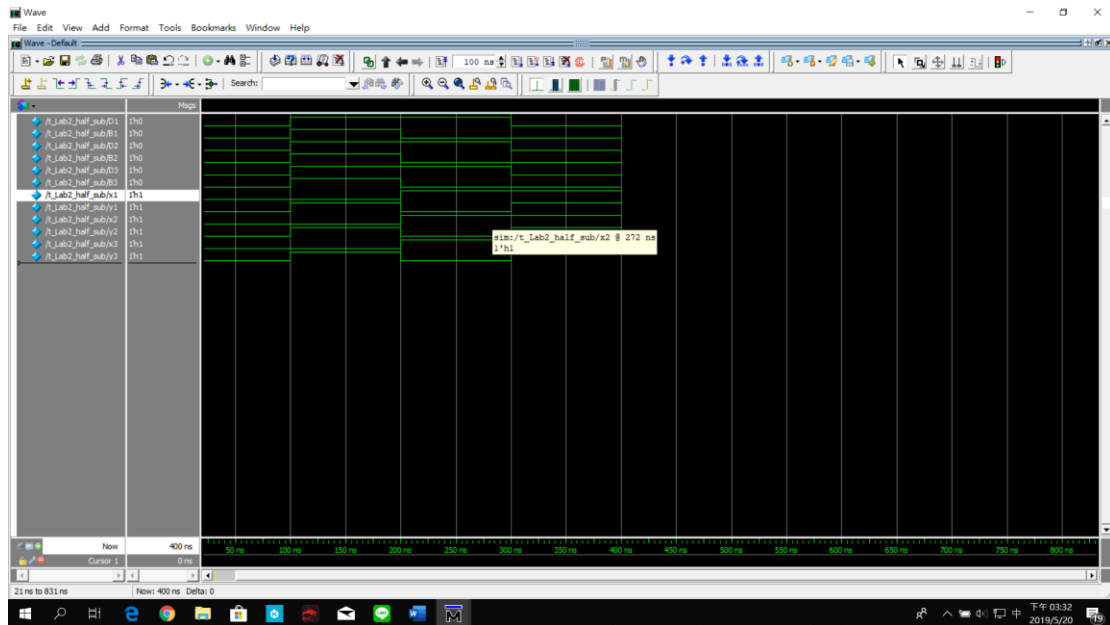 Wave
File Edit View Add Format Tools Bookmarks Window Help
Wave - Default
100 ns
Search:
Msgs
/t_Lab2_half_sub/D1 1'h0
/t_Lab2_half_sub/B1 1'h0
/t_Lab2_half_sub/D2 1'h0
/t_Lab2_half_sub/B2 1'h0
/t_Lab2_half_sub/D3 1'h0
/t_Lab2_half_sub/B3 1'h0
/t_Lab2_half_sub/x1 1'h1
/t_Lab2_half_sub/y1 1'h1
/t_Lab2_half_sub/x2 1'h1
/t_Lab2_half_sub/y2 1'h1
/t_Lab2_half_sub/x3 1'h1
/t_Lab2_half_sub/y3 1'h1
sim:/t_Lab2_half_sub/x2 @ 272 ns
1'h1
Now 400 ns
Cursor 1 0 ns
50 ns 100 ns 150 ns 200 ns 250 ns 300 ns 350 ns 400 ns 450 ns 500 ns 550 ns 600 ns 650 ns 700 ns 750 ns 800 ns
21 ns to 831 ns Now: 400 ns Delta: 0
中
下午 03:32
2019/5/20
19